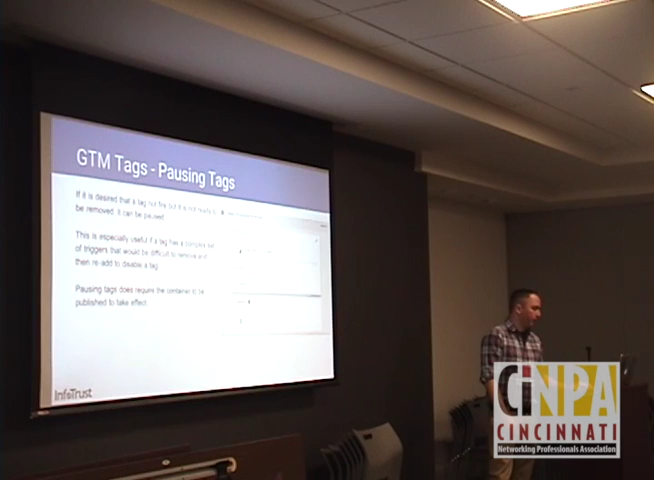 GTM Tags - Pausing Tags
If it is desired that a tag not fire but it is not ready to
be removed. It can be paused.
This is especially useful if a tag has a complex set
of triggers that would be difficult to remove and
then re-add to disable a tag.
Pausing tags does require the container to be
published to take effect.
InfoTrust
CINPA
CINCINNATI
Networking Professionals Association